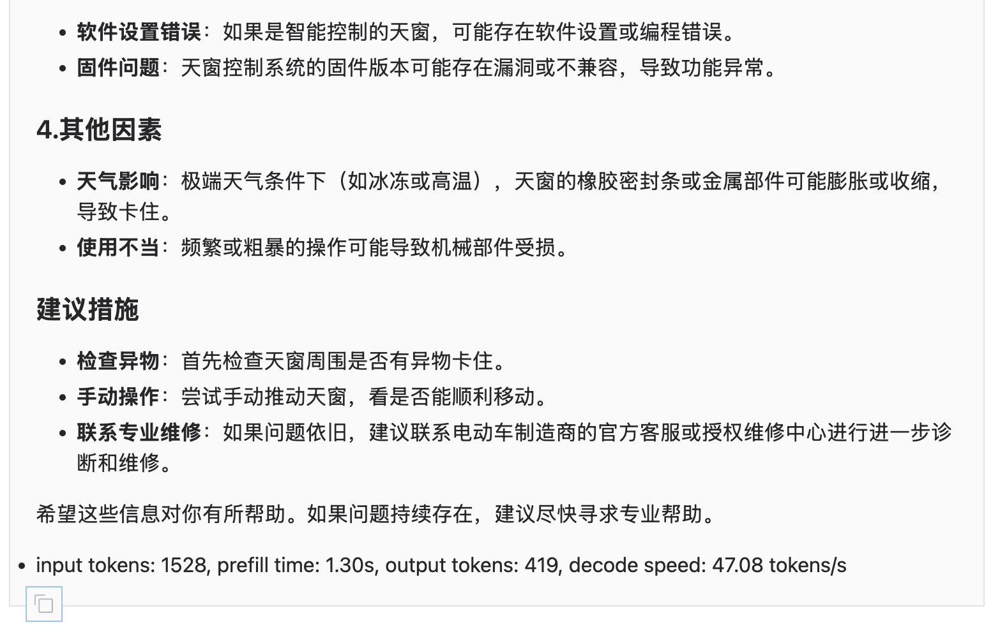 软件设置错误：如果是智能控制的天窗，可能存在软件设置或编程错误。
固件问题：天窗控制系统的固件版本可能存在漏洞或不兼容，导致功能异常。
4.其他因素
天气影响：极端天气条件下（如冰冻或高温），天窗的橡胶密封条或金属部件可能膨胀或收缩，
导致卡住。
使用不当：频繁或粗暴的操作可能导致机械部件受损。
建议措施
检查异物：首先检查天窗周围是否有异物卡住。
手动操作：尝试手动推动天窗，看是否能顺利移动。
联系专业维修：如果问题依旧，建议联系电动车制造商的官方客服或授权维修中心进行进一步诊
断和维修。
希望这些信息对你有所帮助。如果问题持续存在，建议尽快寻求专业帮助。
input tokens: 1528, prefill time: 1.30s, output tokens: 419, decode speed: 47.08 tokens/s